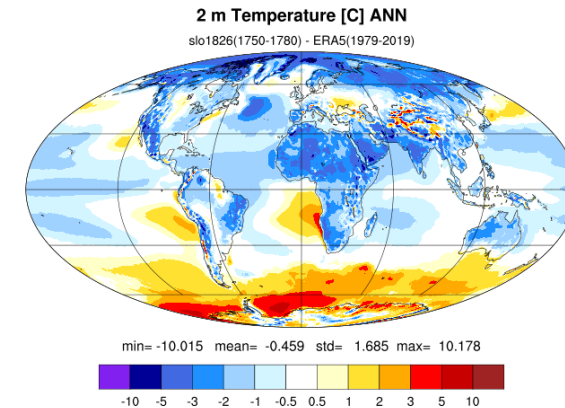 2 m Temperature [C] ANN
slo1826(1750-1780) - ERA5(1979-2019)
min= -10.015 mean= -0.459 std= 1.685 max= 10.178
-10 -5 -3 -2 -1 -0.5 0.5 1 2 3 5 10